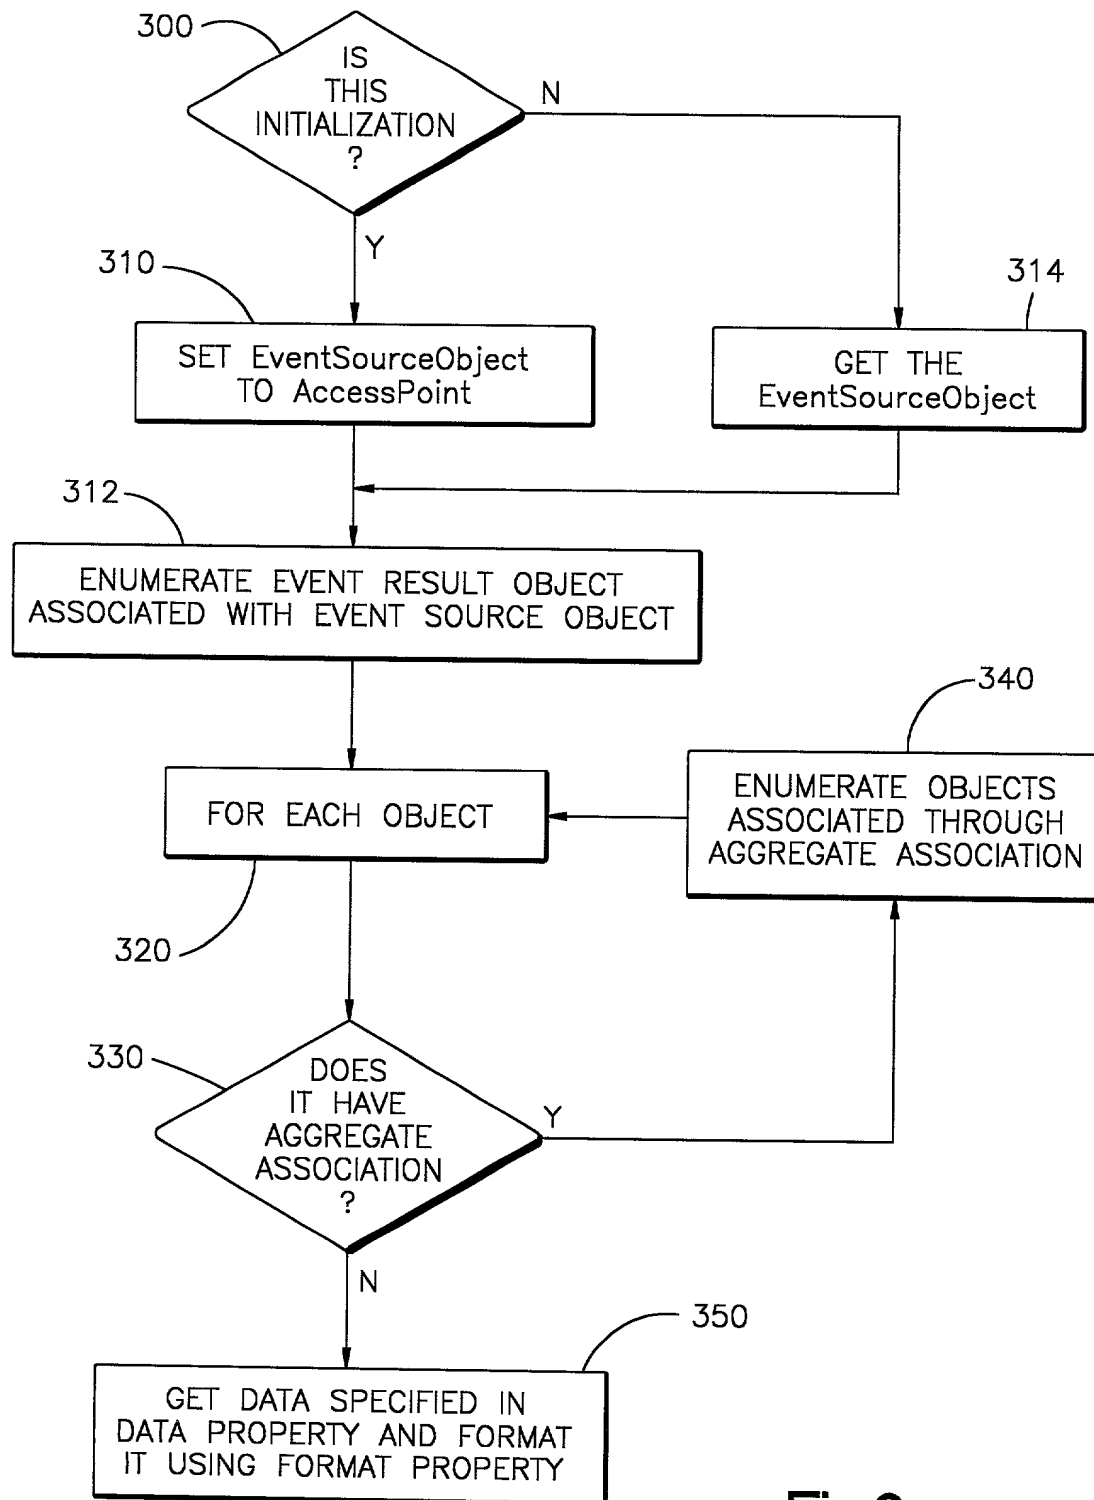 300
IS
THIS
INITIALIZATION
?
N
Y
310
SET EventSourceObject
TO AccessPoint
314
GET THE
EventSourceObject
312
ENUMERATE EVENT RESULT OBJECT
ASSOCIATED WITH EVENT SOURCE OBJECT
340
ENUMERATE OBJECTS
ASSOCIATED THROUGH
AGGREGATE ASSOCIATION
FOR EACH OBJECT
320
330
DOES
IT HAVE
AGGREGATE
ASSOCIATION
?
Y
N
350
GET DATA SPECIFIED IN
DATA PROPERTY AND FORMAT
IT USING FORMAT PROPERTY